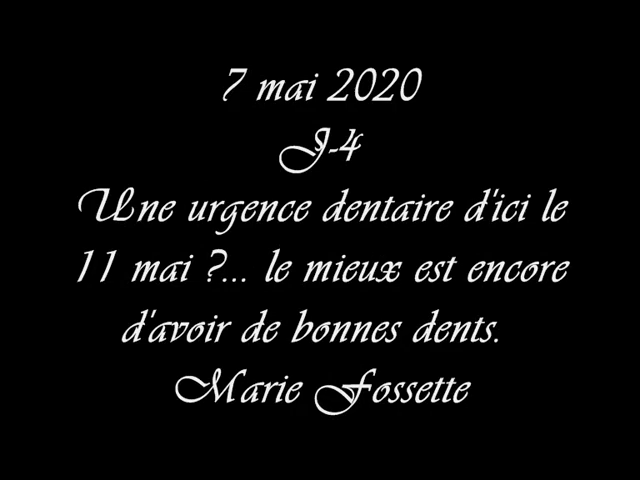 7 mai 2020
J-4
Une urgence dentaire d'ici le
11 mai ?... le mieux est encore
d'avoir de bonnes dents.
Marie Fossette